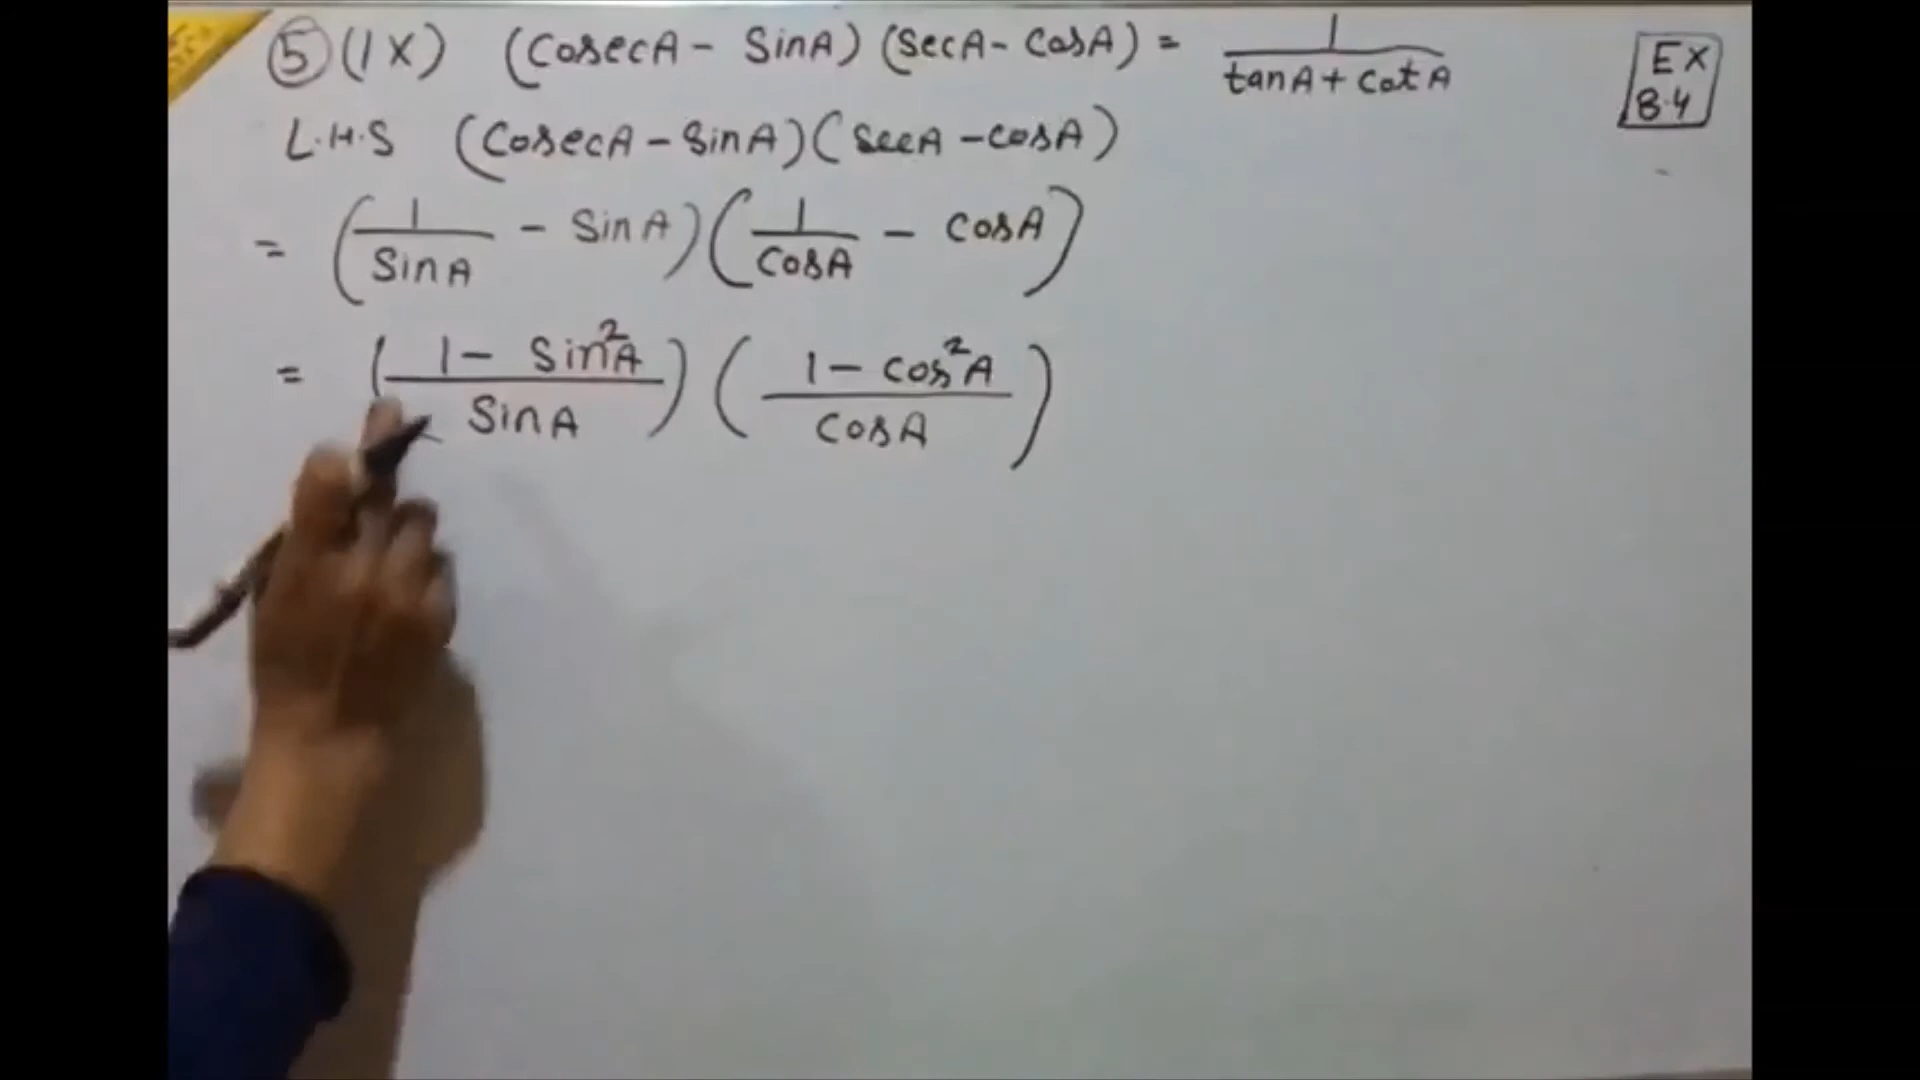 ⑤ (IX) (CosecA - SinA) (SecA - CosA) = 1/(tanA + CotA)
EX 8.4
L.H.S (CosecA - SinA) (SecA - CosA)
= (1/SinA - SinA) (1/CosA - CosA)
= ((1 - Sin²A)/SinA) ((1 - Cos²A)/CosA)